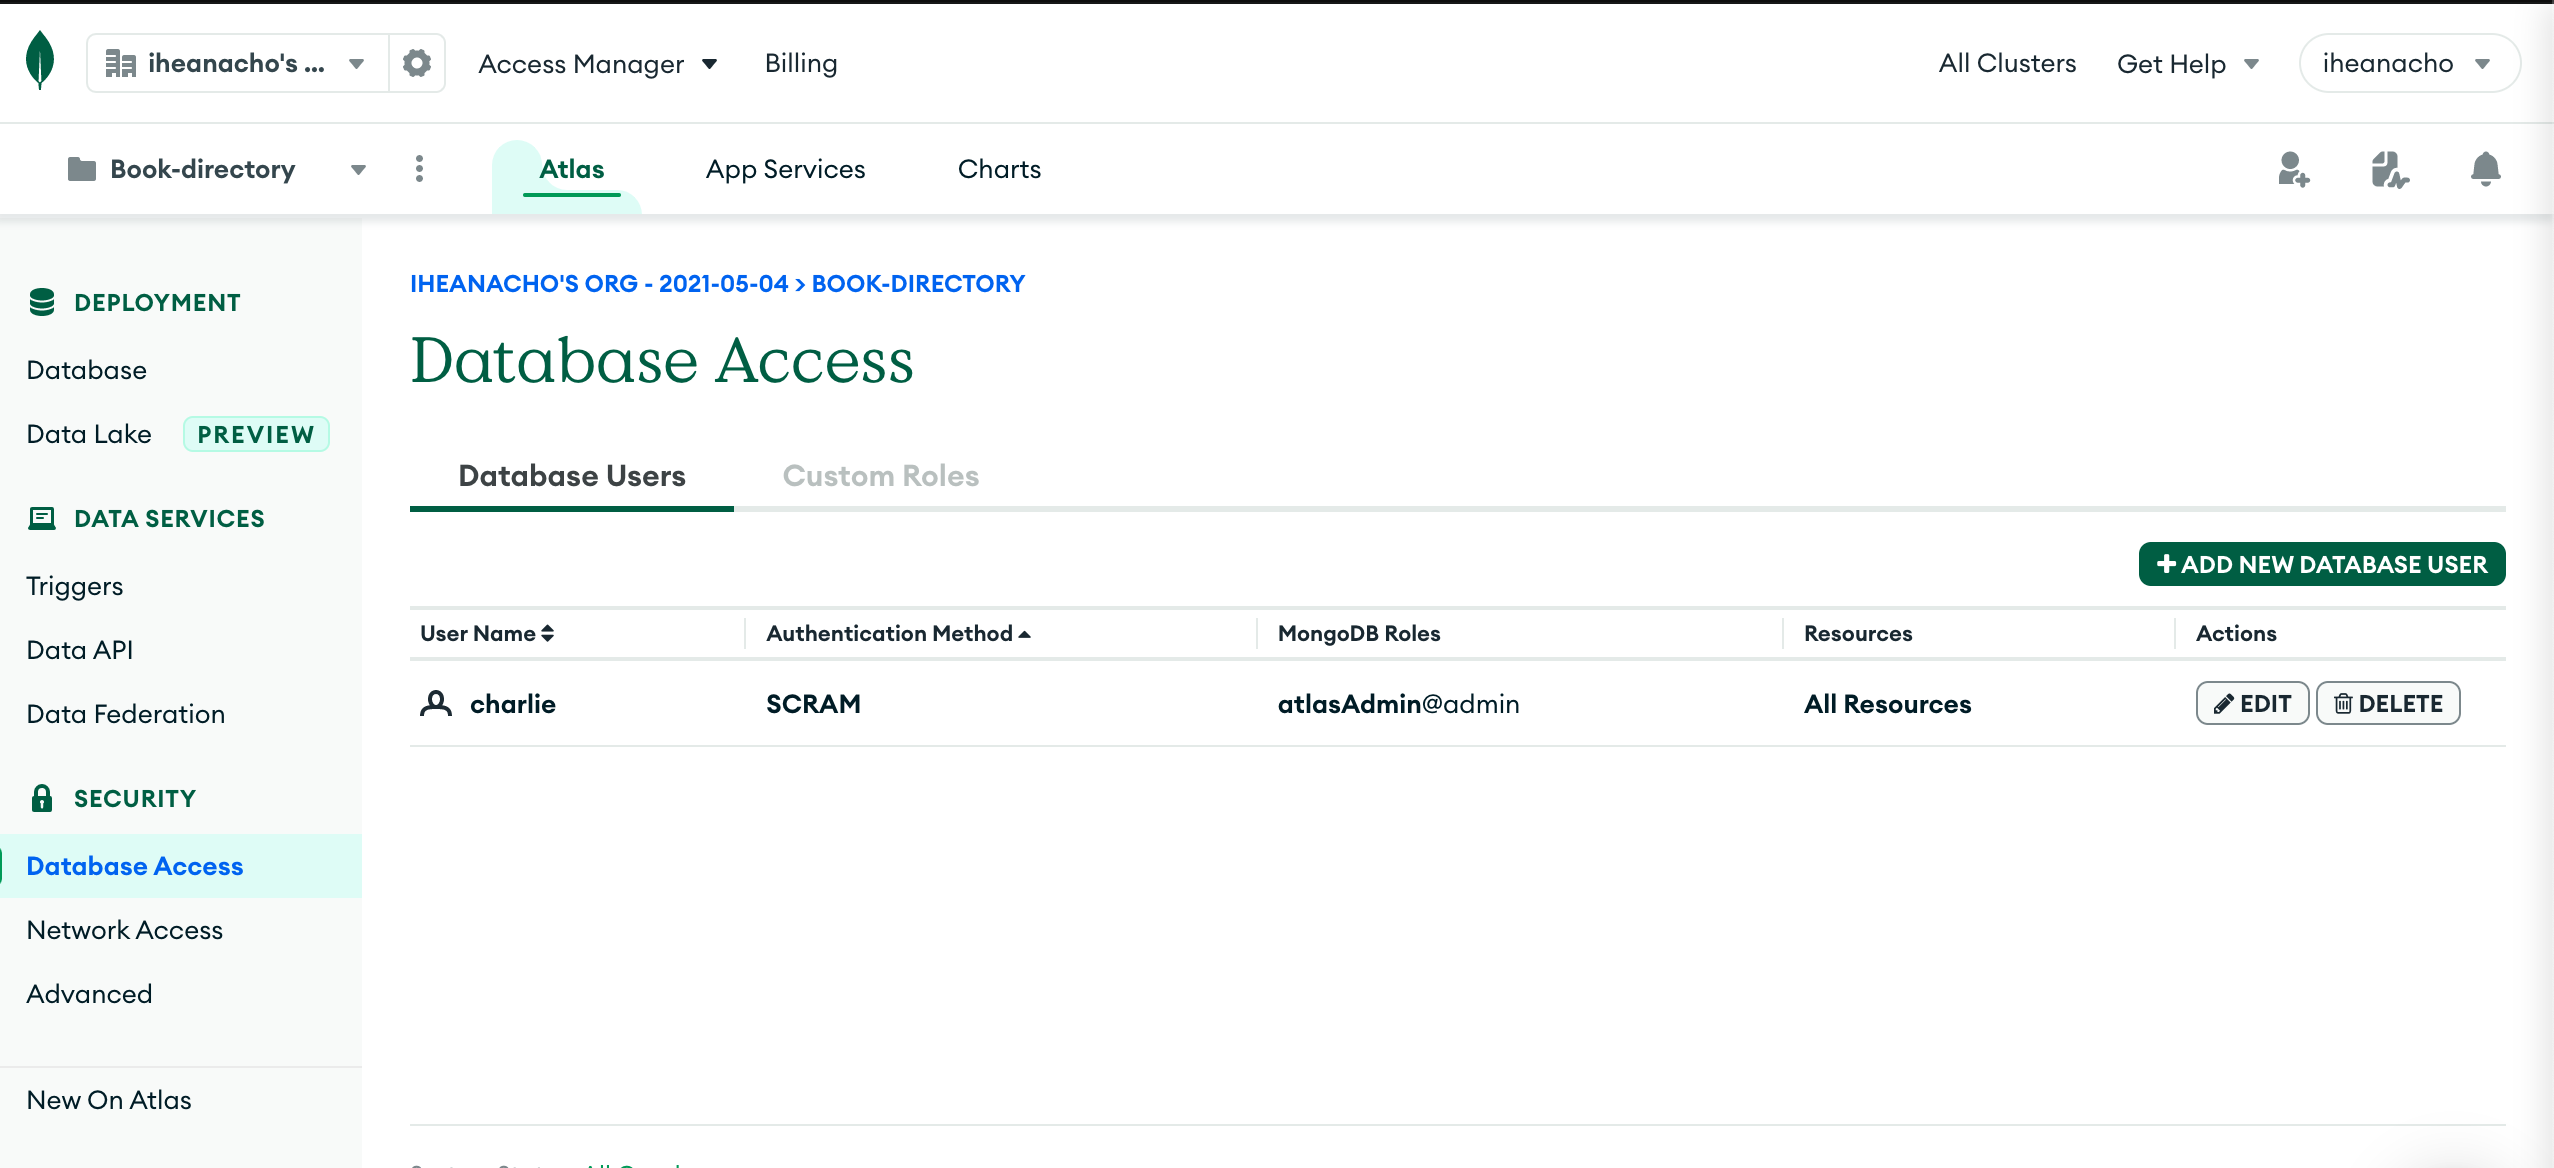 iheanacho's ...
Access Manager
Billing
All Clusters
Get Help
iheanacho
Book-directory
Atlas
App Services
Charts
DEPLOYMENT
Database
Data Lake PREVIEW
DATA SERVICES
Triggers
Data API
Data Federation
SECURITY
Database Access
Network Access
Advanced
New On Atlas
IHEANACHO'S ORG - 2021-05-04 > BOOK-DIRECTORY
Database Access
Database Users Custom Roles
+ ADD NEW DATABASE USER
User Name Authentication Method MongoDB Roles Resources Actions
charlie SCRAM atlasAdmin@admin All Resources EDIT DELETE